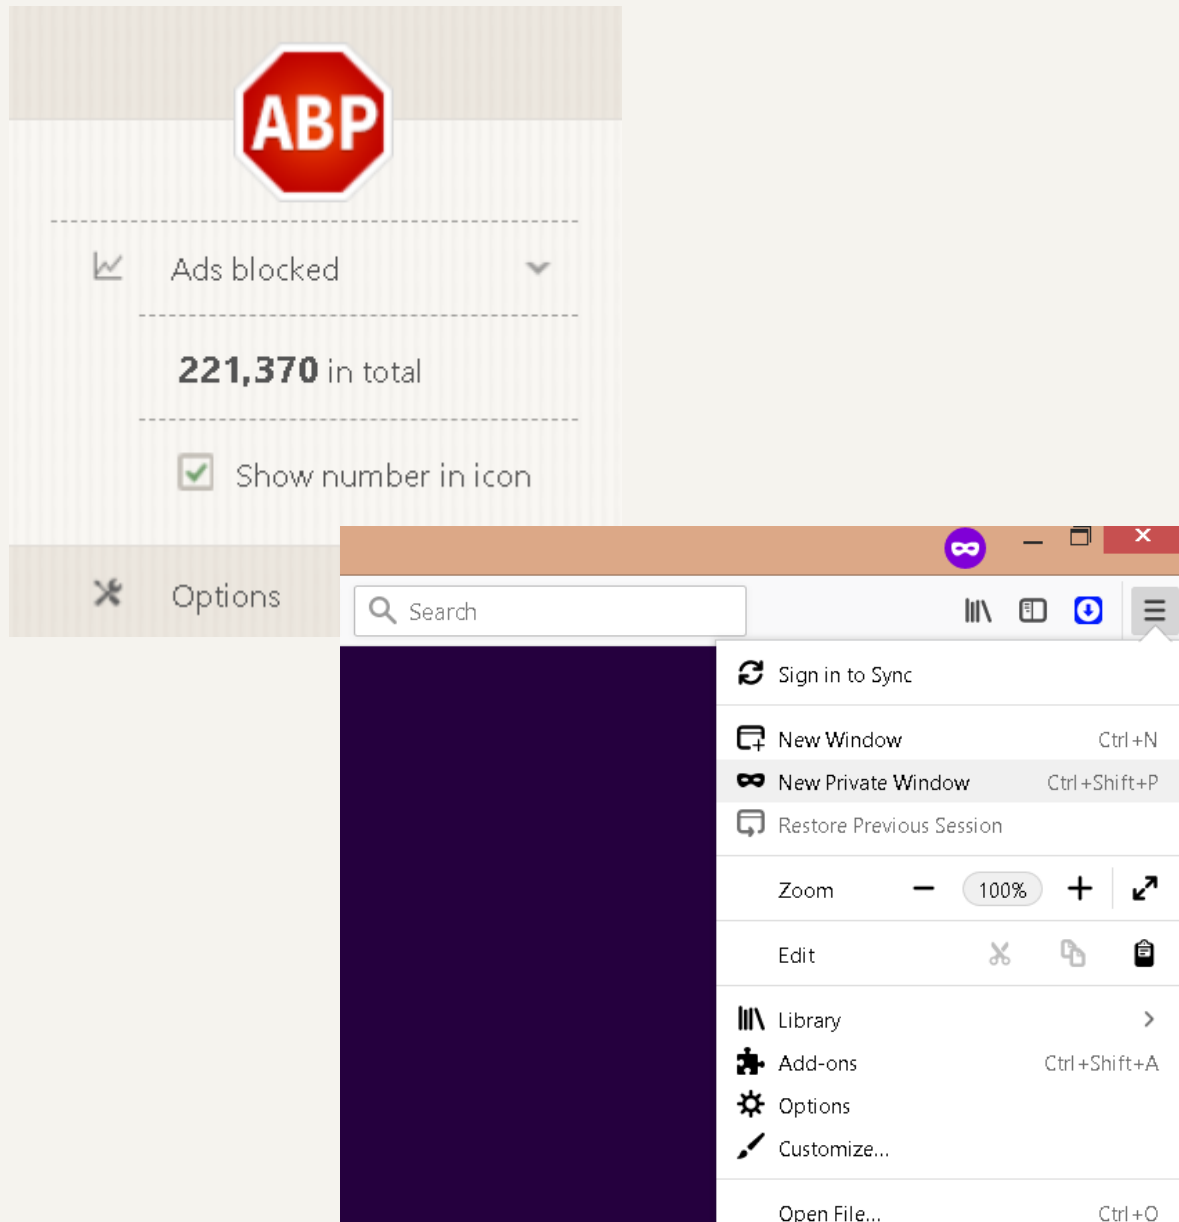 ABP
Ads blocked
221,370 in total
Show number in icon
Options
Search
Sign in to Sync
New Window Ctrl+N
New Private Window Ctrl+Shift+P
Restore Previous Session
Zoom 100%
Edit
Library
Add-ons Ctrl+Shift+A
Options
Customize...
Open File... Ctrl+O